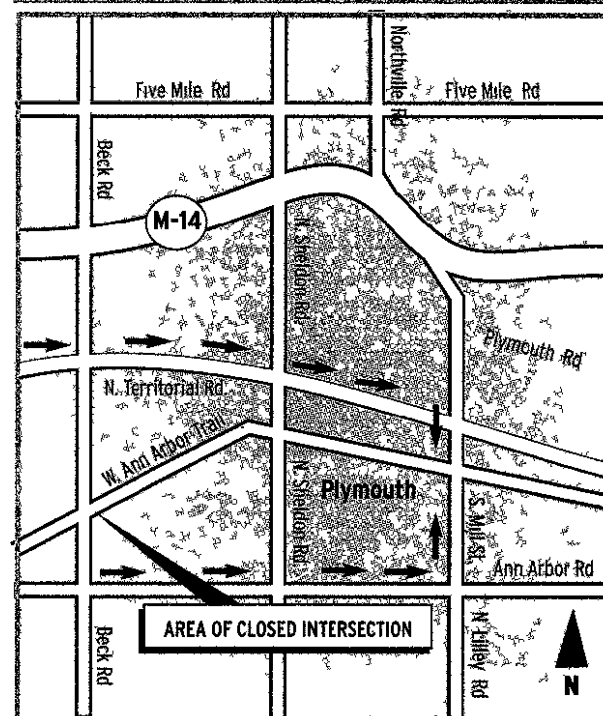 Northville Rd
Five Mile Rd
Five Mile Rd
Beck Rd
M-14
N. Sheldon Rd
Plymouth Rd
N. Territorial Rd
W. Ann Arbor Trail
N. Sheldon Rd
Plymouth
S. Mill St
Ann Arbor Rd
AREA OF CLOSED INTERSECTION
Beck Rd
N Lilley Rd
N